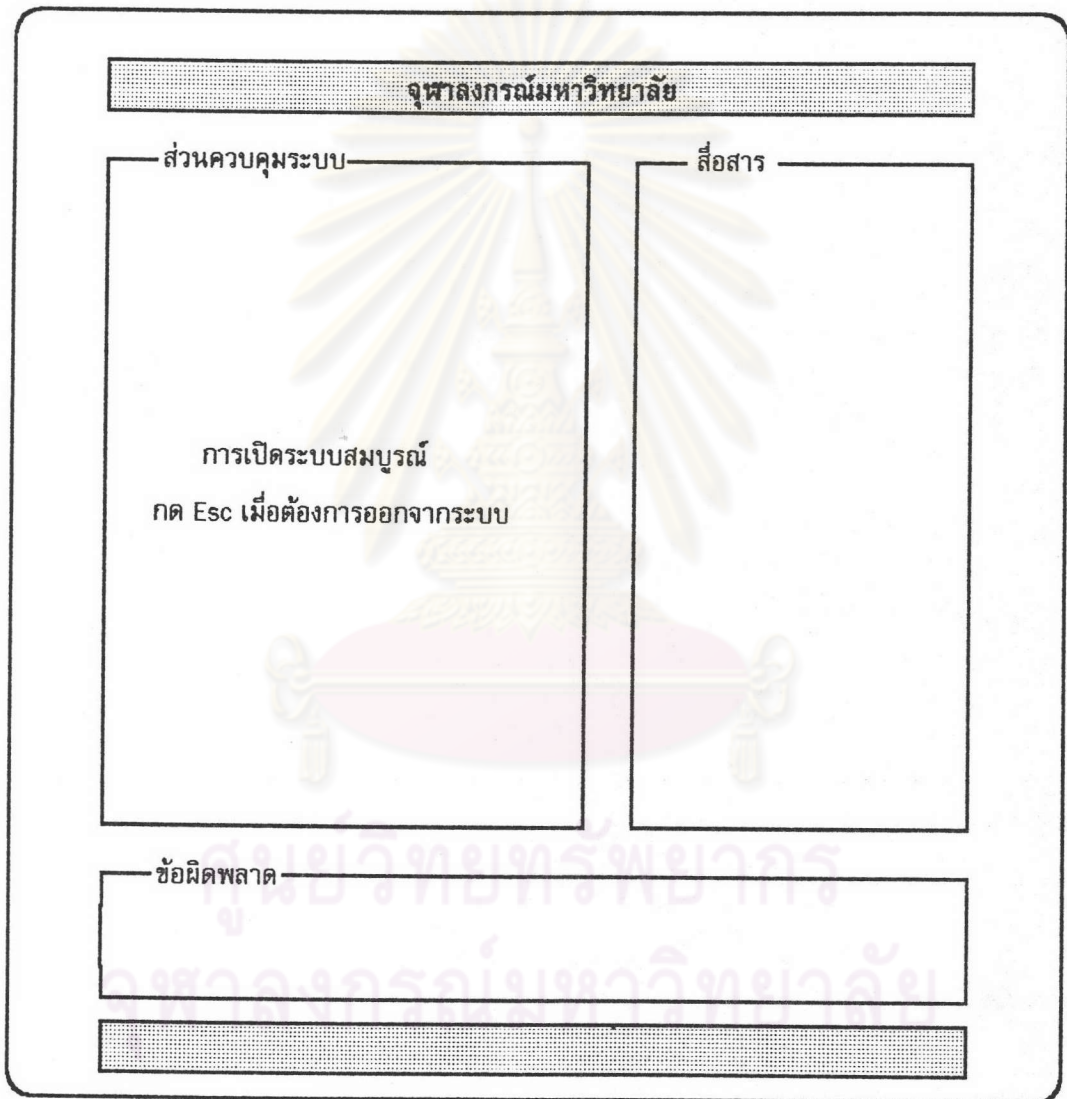 จุฬาลงกรณ์มหาวิทยาลัย
ส่วนควบคุมระบบ
สื่อสาร
การเปิดระบบสมบูรณ์
กด Esc เมื่อต้องการออกจากระบบ
ข้อผิดพลาด
ศูนย์วิทยทรัพยากร
จุฬาลงกรณ์มหาวิทยาลัย